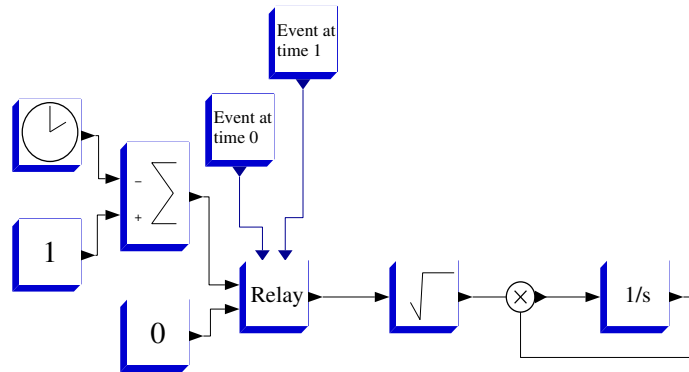 Event at
time 1
Event at
time 0
-
Σ
+
1
Relay
√
×
1/s
0